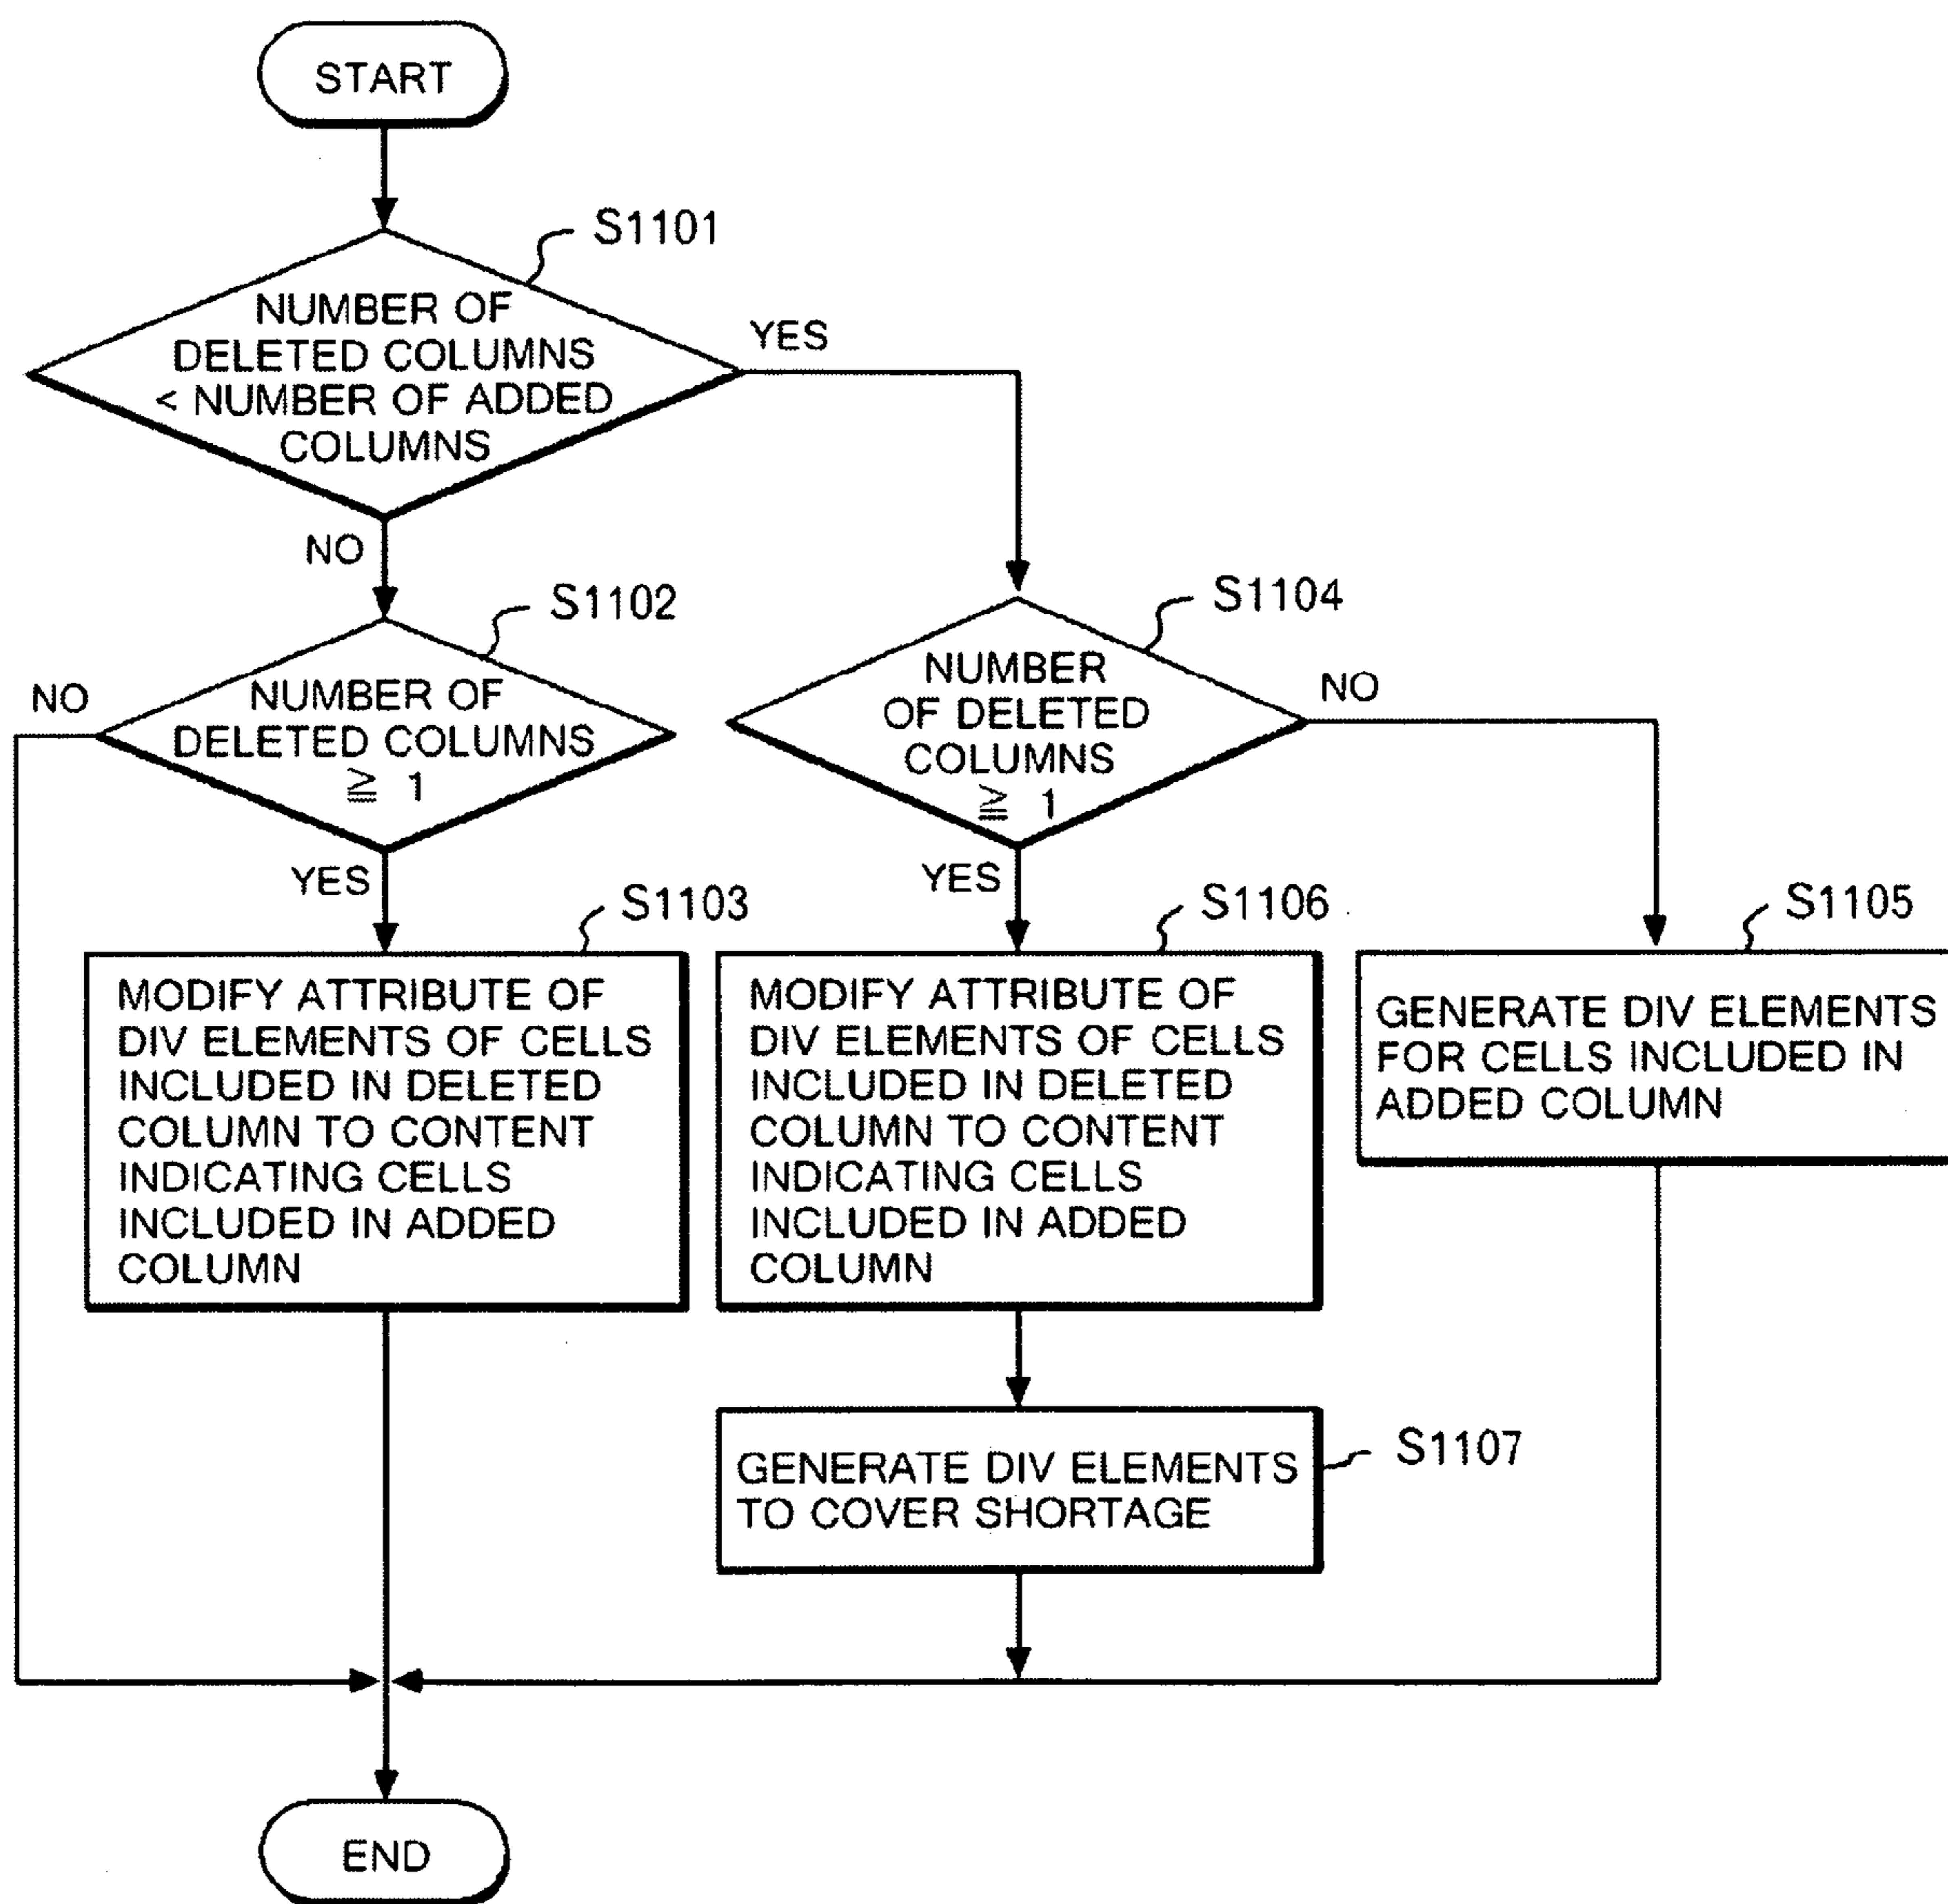 START
S1101
NUMBER OF
DELETED COLUMNS
< NUMBER OF ADDED
COLUMNS
YES
NO
S1102
NUMBER OF
DELETED COLUMNS
≧ 1
NO
YES
S1104
NUMBER
OF DELETED
COLUMNS
≧ 1
NO
YES
S1103
MODIFY ATTRIBUTE OF
DIV ELEMENTS OF CELLS
INCLUDED IN DELETED
COLUMN TO CONTENT
INDICATING CELLS
INCLUDED IN ADDED
COLUMN
S1106
MODIFY ATTRIBUTE OF
DIV ELEMENTS OF CELLS
INCLUDED IN DELETED
COLUMN TO CONTENT
INDICATING CELLS
INCLUDED IN ADDED
COLUMN
S1105
GENERATE DIV ELEMENTS
FOR CELLS INCLUDED IN
ADDED COLUMN
S1107
GENERATE DIV ELEMENTS
TO COVER SHORTAGE
END